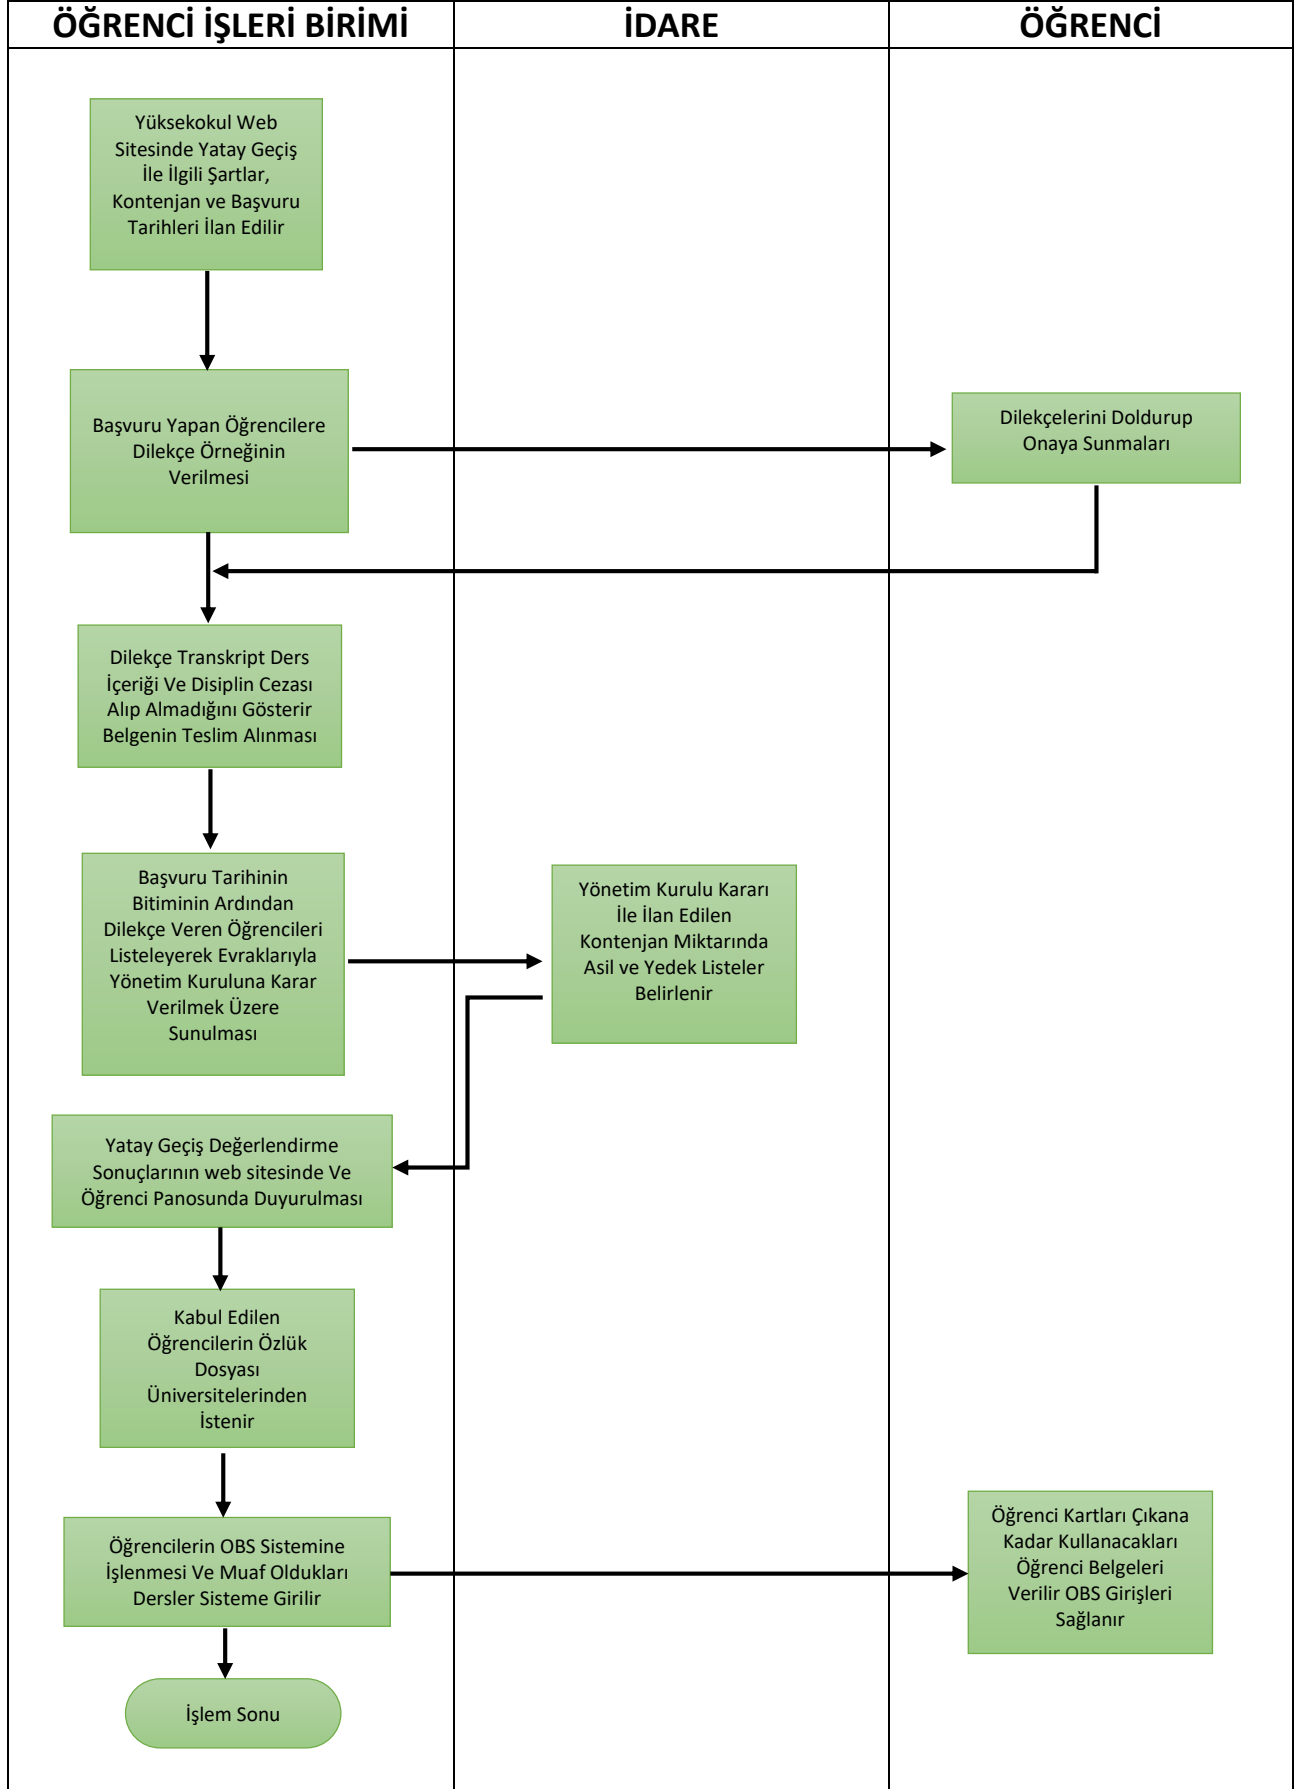 ÖĞRENCİ İŞLERİ BİRİMİ
İDARE
ÖĞRENCİ
Yüksekokul Web
Sitesinde Yatay Geçiş
İle İlgili Şartlar,
Kontenjan ve Başvuru
Tarihleri İlan Edilir
Başvuru Yapan Öğrencilere
Dilekçe Örneğinin
Verilmesi
Dilekçelerini Doldurup
Onaya Sunmaları
Dilekçe Transkript Ders
İçeriği Ve Disiplin Cezası
Alıp Almadığını Gösterir
Belgenin Teslim Alınması
Başvuru Tarihinin
Bitiminin Ardından
Dilekçe Veren Öğrencileri
Listeleyerek Evraklarıyla
Yönetim Kuruluna Karar
Verilmek Üzere
Sunulması
Yönetim Kurulu Kararı
İle İlan Edilen
Kontenjan Miktarında
Asil ve Yedek Listeler
Belirlenir
Yatay Geçiş Değerlendirme
Sonuçlarının web sitesinde Ve
Öğrenci Panosunda Duyurulması
Kabul Edilen
Öğrencilerin Özlük
Dosyası
Üniversitelerinden
İstenir
Öğrencilerin OBS Sistemine
İşlenmesi Ve Muaf Oldukları
Dersler Sisteme Girilir
Öğrenci Kartları Çıkana
Kadar Kullanacakları
Öğrenci Belgeleri
Verilir OBS Girişleri
Sağlanır
İşlem Sonu